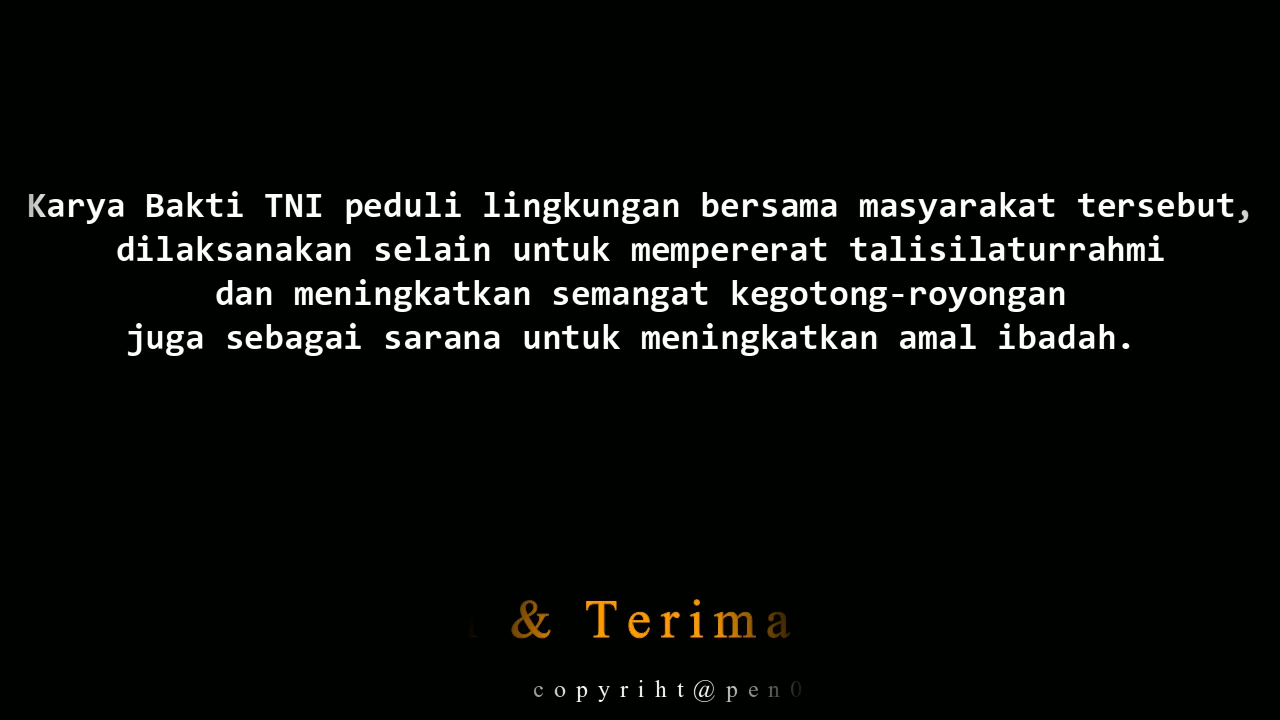 Karya Bakti TNI peduli lingkungan bersama masyarakat tersebut,
dilaksanakan selain untuk mempererat talisilaturrahmi
dan meningkatkan semangat kegotong-royongan
juga sebagai sarana untuk meningkatkan amal ibadah.
& Terima
copyriht@pen0